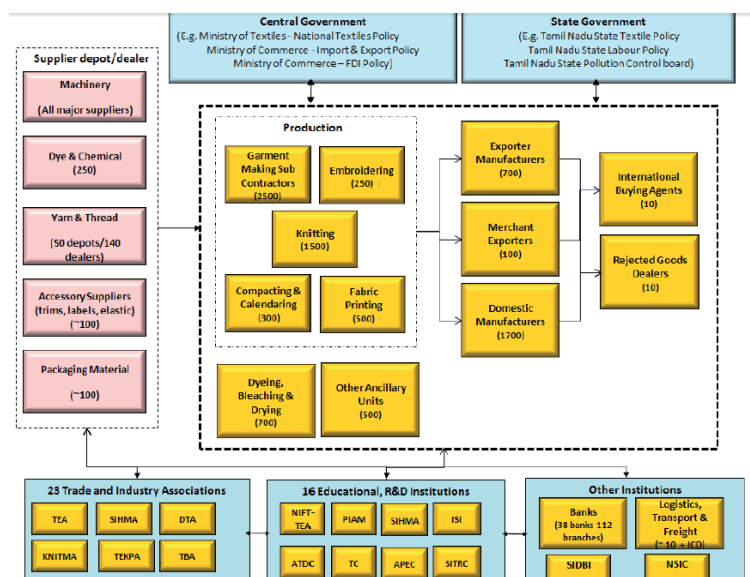 Central Government
(E.g. Ministry of Textiles - National Textiles Policy
Ministry of Commerce - Import & Export Policy
Ministry of Commerce – FDI Policy)
State Government
(E.g. Tamil Nadu State Textile Policy
Tamil Nadu State Labour Policy
Tamil Nadu State Pollution Control board)
Supplier depot/dealer
Machinery
(All major suppliers)
Dye & Chemical
(250)
Yarn & Thread
(50 depots/140
dealers)
Accessory Suppliers
(trims, labels, elastic)
(~100)
Packaging Material
(~100)
Production
Garment
Making Sub
Contractors
(2500)
Embroidering
(250)
Knitting
(1500)
Compacting &
Calendaring
(300)
Fabric
Printing
(500)
Dyeing,
Bleaching &
Drying
(700)
Other Ancillary
Units
(500)
Exporter
Manufacturers
(700)
Merchant
Exporters
(100)
Domestic
Manufacturers
(1700)
International
Buying Agents
(10)
Rejected Goods
Dealers
(10)
23 Trade and Industry Associations
TEA
SIHMA
DTA
KNITMA
TEKPA
TBA
16 Educational, R&D Institutions
NIFT-
TEA
PIAM
SIHMA
ISI
ATDC
TC
APEC
SITRC
Other Institutions
Banks
(38 banks 112
branches)
Logistics,
Transport &
Freight
(~10 + ICD)
SIDBI
NSIC